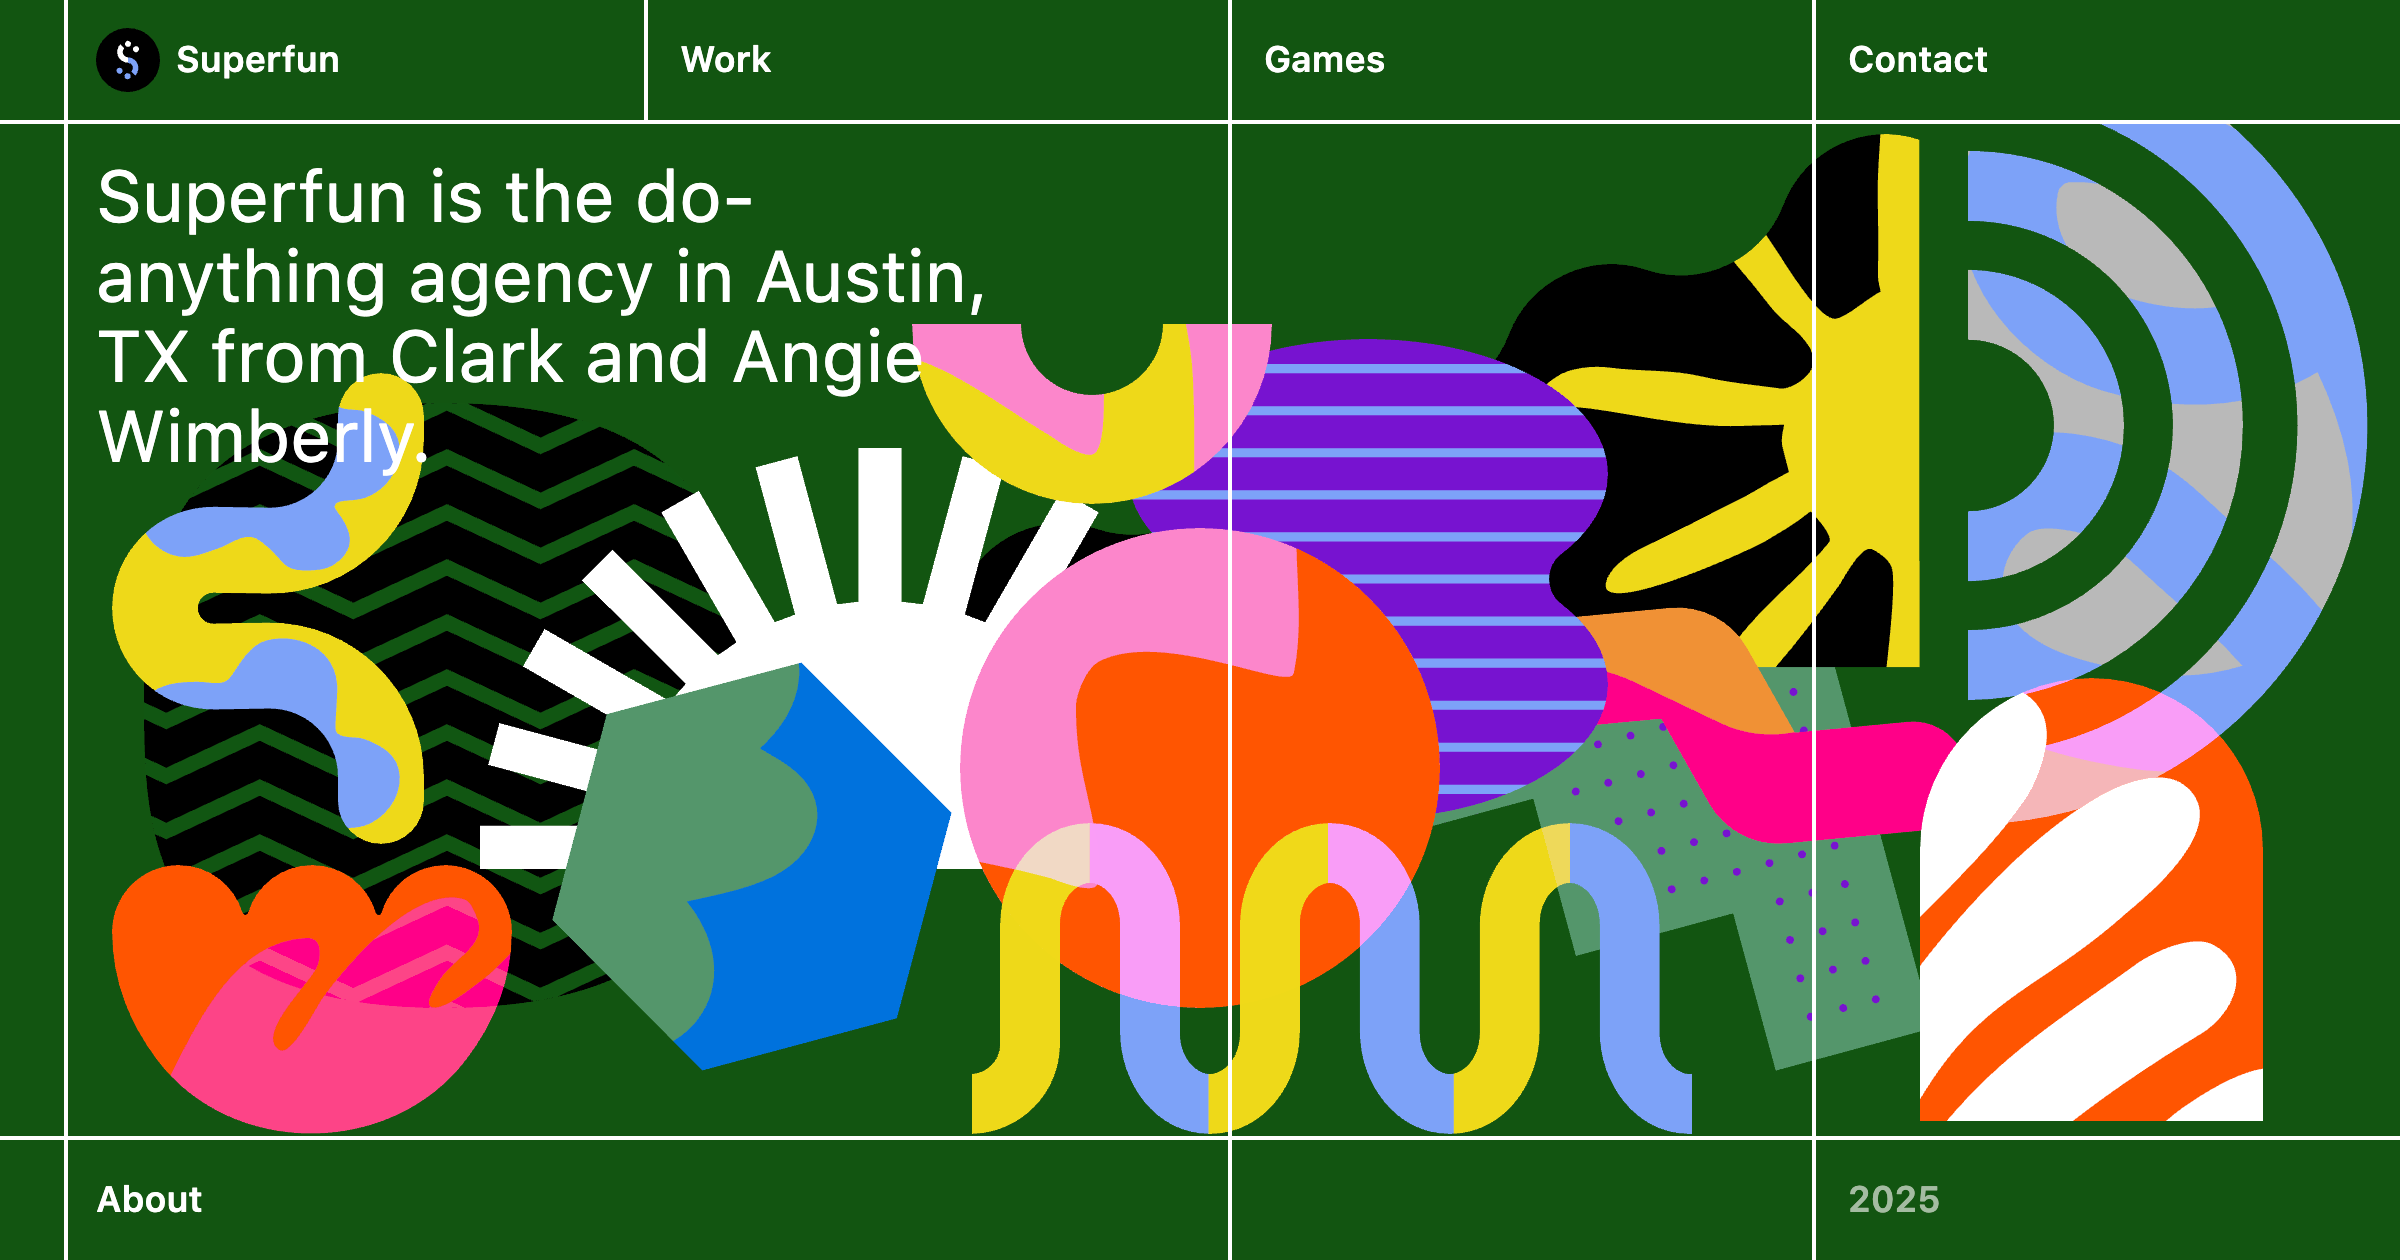 Superfun
Work
Games
Contact
Superfun is the do-
anything agency in Austin,
TX from Clark and Angie
Wimberly.
About
2025